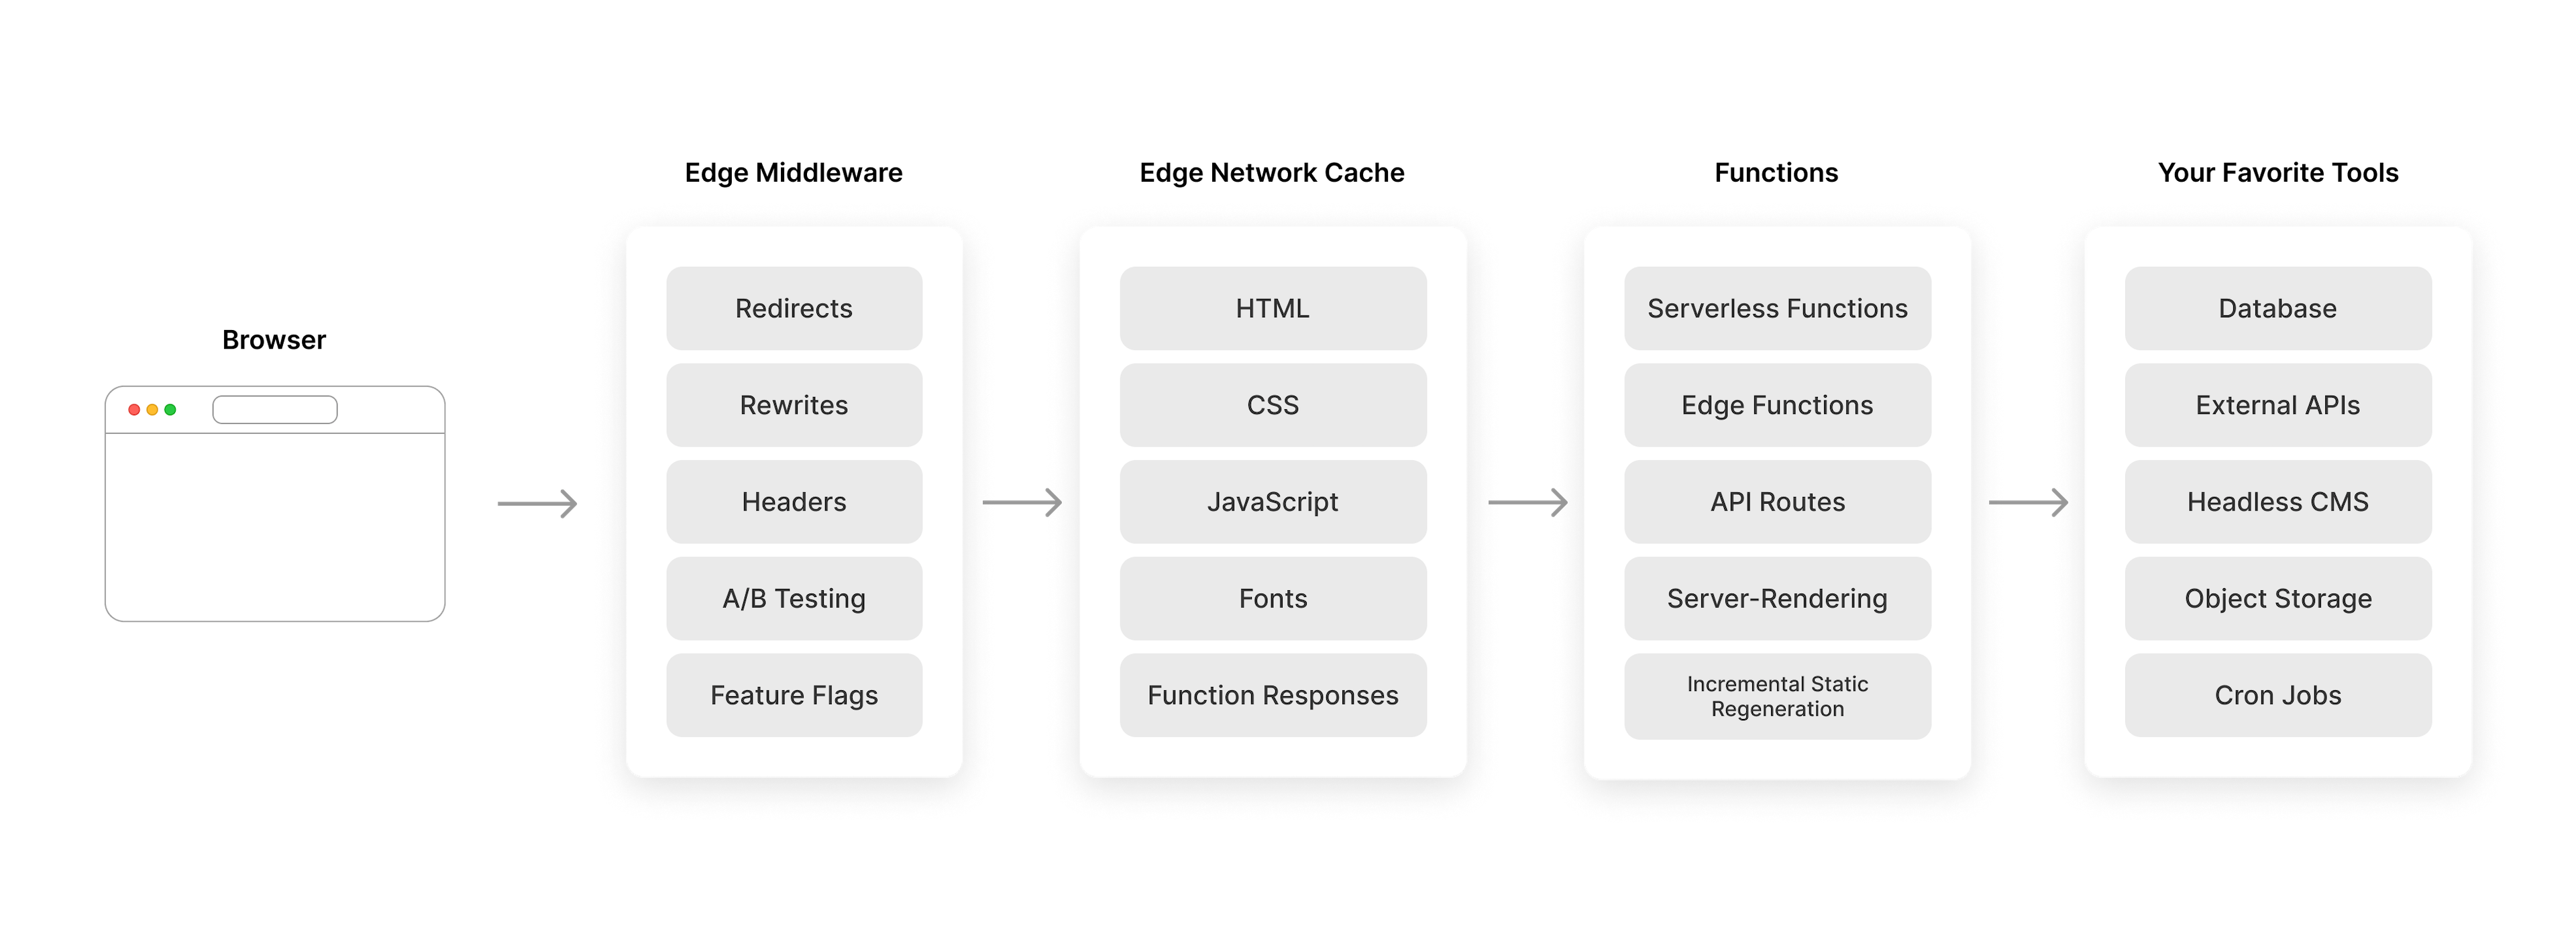 Browser
Edge Middleware
Redirects
Rewrites
Headers
A/B Testing
Feature Flags
Edge Network Cache
HTML
CSS
JavaScript
Fonts
Function Responses
Functions
Serverless Functions
Edge Functions
API Routes
Server-Rendering
Incremental Static
Regeneration
Your Favorite Tools
Database
External APIs
Headless CMS
Object Storage
Cron Jobs